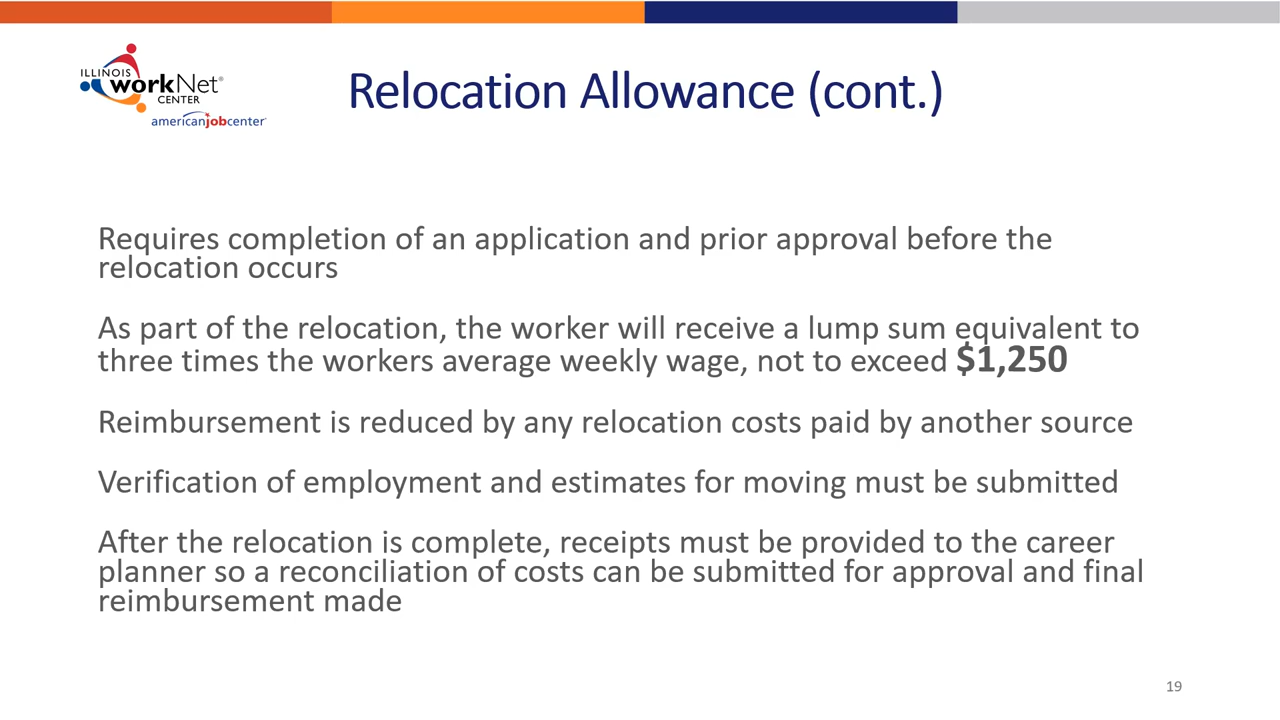 ILLINOIS
workNet®
CENTER
americanjobcenter
Relocation Allowance (cont.)
Requires completion of an application and prior approval before the
relocation occurs
As part of the relocation, the worker will receive a lump sum equivalent to
three times the workers average weekly wage, not to exceed $1,250
Reimbursement is reduced by any relocation costs paid by another source
Verification of employment and estimates for moving must be submitted
After the relocation is complete, receipts must be provided to the career
planner so a reconciliation of costs can be submitted for approval and final
reimbursement made
19